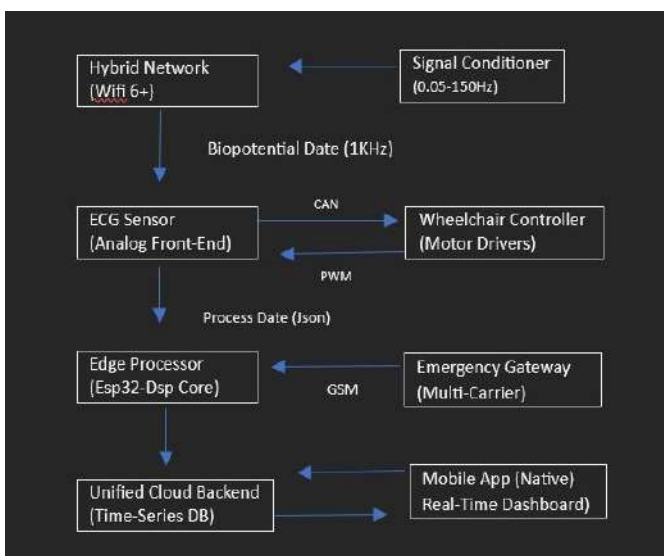 Hybrid Network
(Wifi 6+)
Signal Conditioner
(0.05-150Hz)
Biopotential Date (1KHz)
ECG Sensor
(Analog Front-End)
CAN
Wheelchair Controller
(Motor Drivers)
PWM
Process Date (Json)
Edge Processor
(Esp32-Dsp Core)
GSM
Emergency Gateway
(Multi-Carrier)
Unified Cloud Backend
(Time-Series DB)
Mobile App (Native)
Real-Time Dashboard)